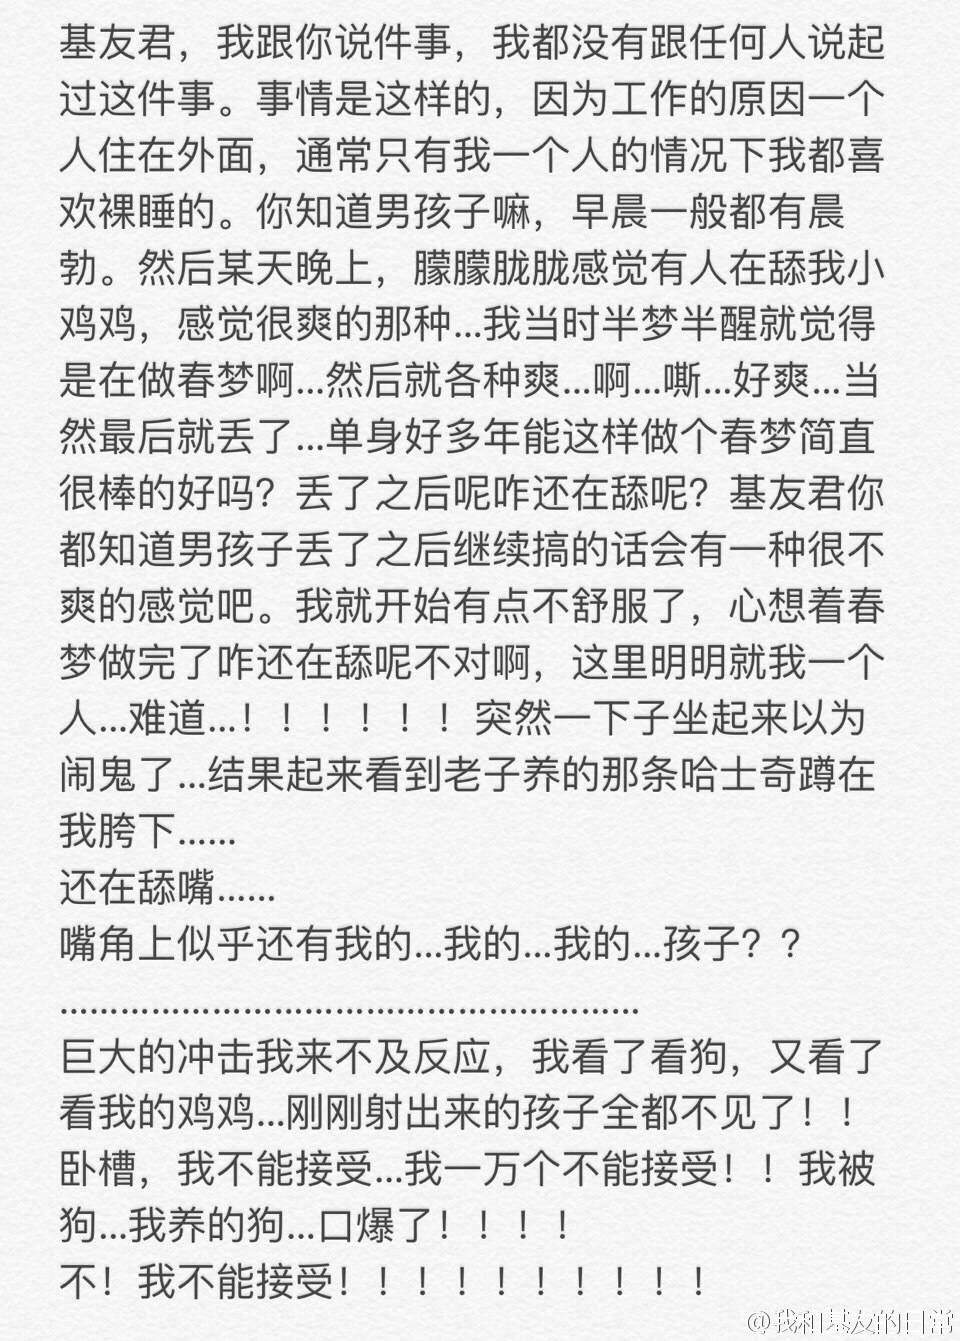 基友君，我跟你说件事，我都没有跟任何人说起
过这件事。事情是这样的，因为工作的原因一个
人住在外面，通常只有我一个人的情况下我都喜
欢裸睡的。你知道男孩子嘛，早晨一般都有晨
勃。然后某天晚上，朦朦胧胧感觉有人在舔我小
鸡鸡，感觉很爽的那种...我当时半梦半醒就觉得
是在做春梦啊...然后就各种爽...啊...嘶...好爽...当
然最后就丢了...单身好多年能这样做个春梦简直
很棒的好吗？丢了之后呢咋还在舔呢？基友君你
都知道男孩子丢了之后继续搞的话会有一种很不
爽的感觉吧。我就开始有点不舒服了，心想着春
梦做完了咋还在舔呢不对啊，这里明明就我一个
人...难道...！！！！！！突然一下子坐起来以为
闹鬼了...结果起来看到老子养的那条哈士奇蹲在
我胯下......
还在舔嘴......
嘴角上似乎还有我的...我的...我的...孩子？？
......................................................
巨大的冲击我来不及反应，我看了看狗，又看了
看我的鸡鸡...刚刚射出来的孩子全都不见了！！
卧槽，我不能接受...我一万个不能接受！！我被
狗...我养的狗...口爆了！！！！
不！我不能接受！！！！！！！！！！
@我和基友的日常